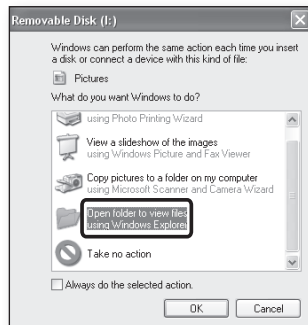 Removable Disk (I:)
Windows can perform the same action each time you insert
a disk or connect a device with this kind of file:
Pictures
What do you want Windows to do?
using Photo Printing Wizard
View a slideshow of the images
using Windows Picture and Fax Viewer
Copy pictures to a folder on my computer
using Microsoft Scanner and Camera Wizard
Open folder to view files
using Windows Explorer
Take no action
Always do the selected action.
OK Cancel